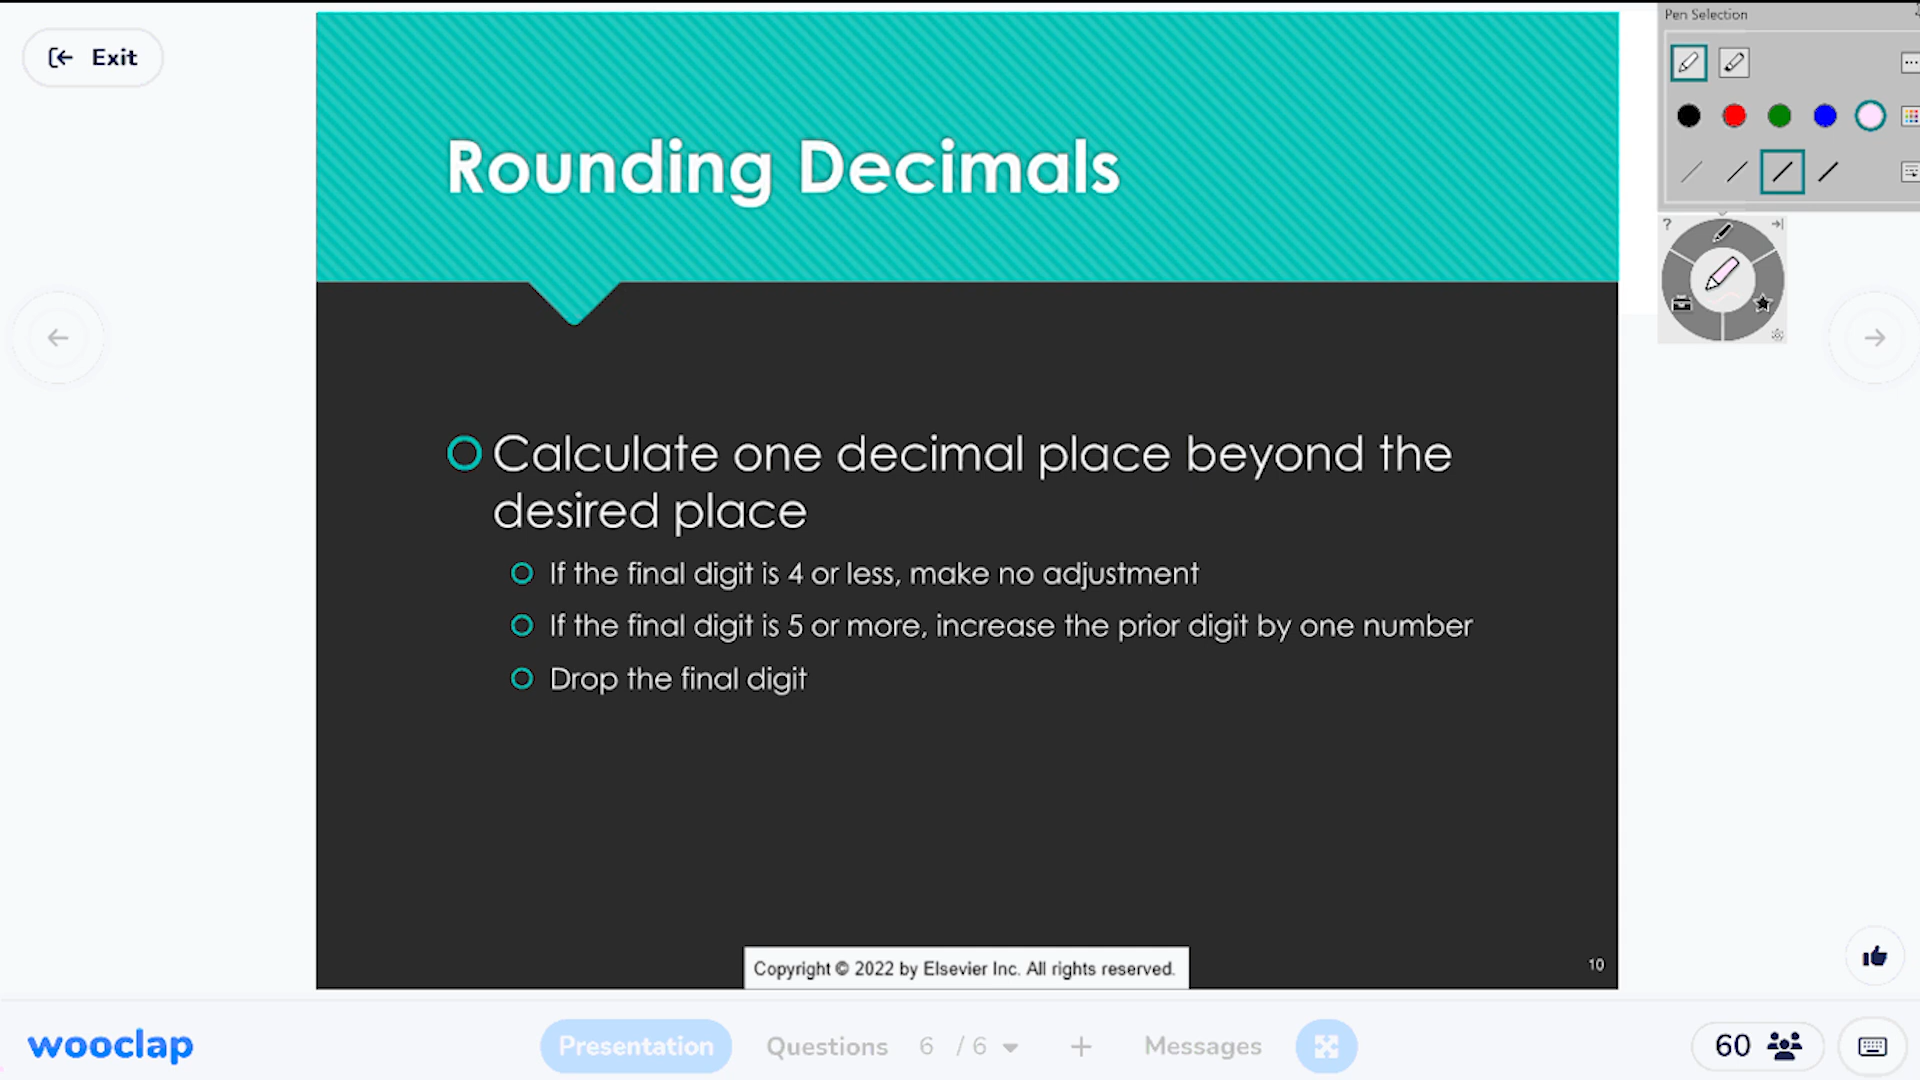 Pen Selection
Exit
Rounding Decimals
?
Calculate one decimal place beyond the
desired place
If the final digit is 4 or less, make no adjustment
If the final digit is 5 or more, increase the prior digit by one number
Drop the final digit
Copyright © 2022 by Elsevier Inc. All rights reserved.
10
wooclap
Presentation Questions 6 / 6 + Messages
60